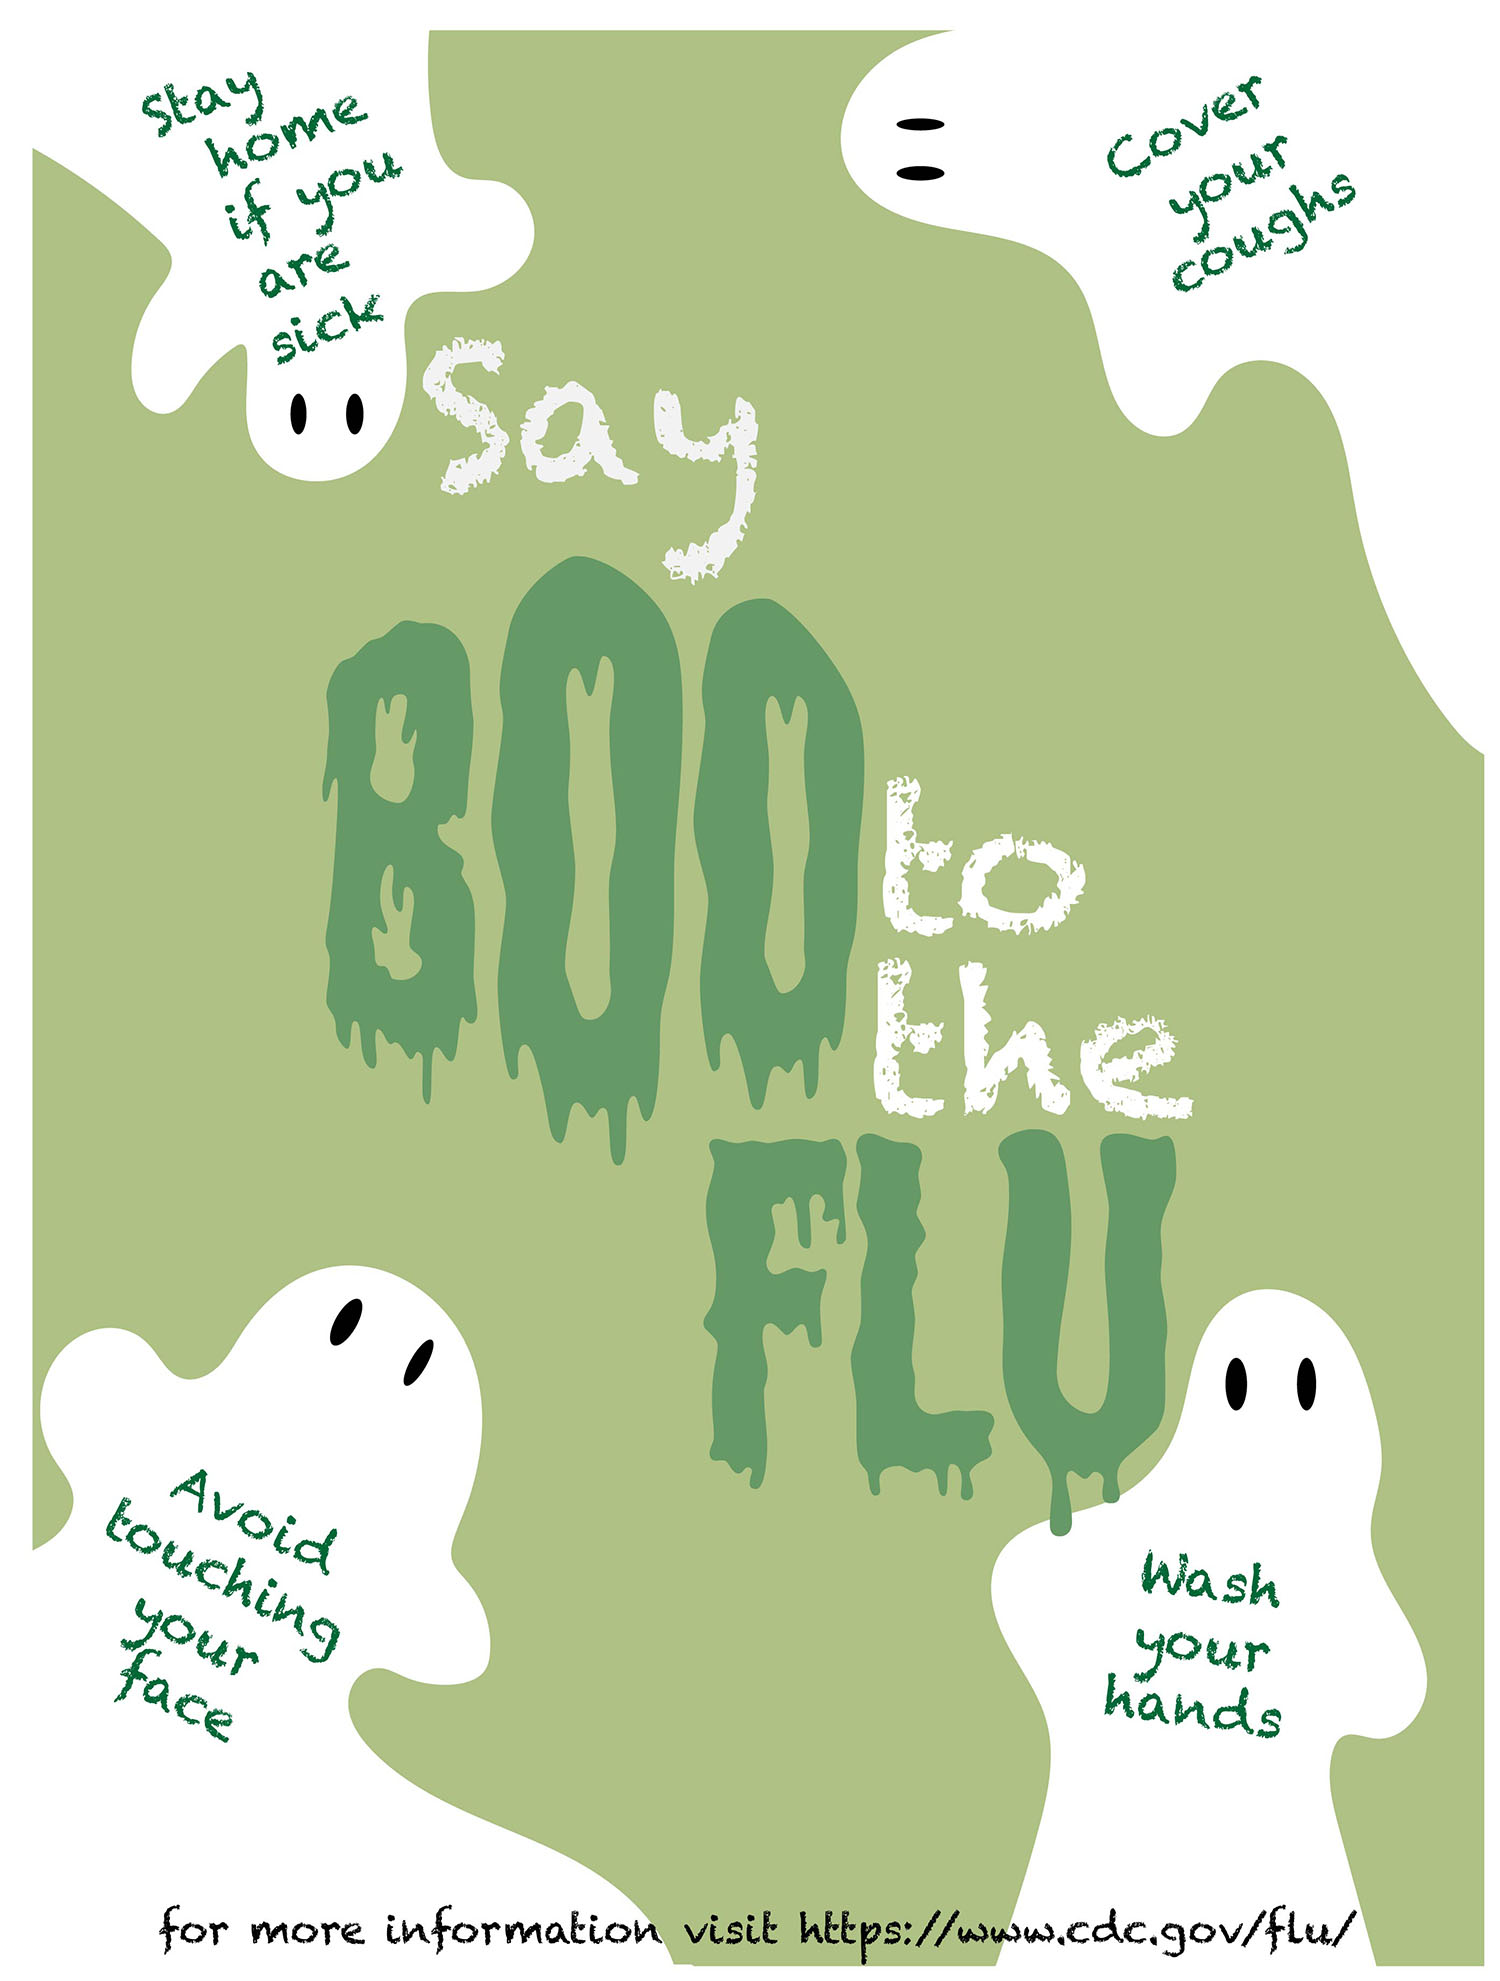 Stay
home
if you
are
sick
Cover
your
coughs
Say
BOO
to
the
FLU
Avoid
touching
your
face
Wash
your
hands
for more information visit https://www.cdc.gov/flu/